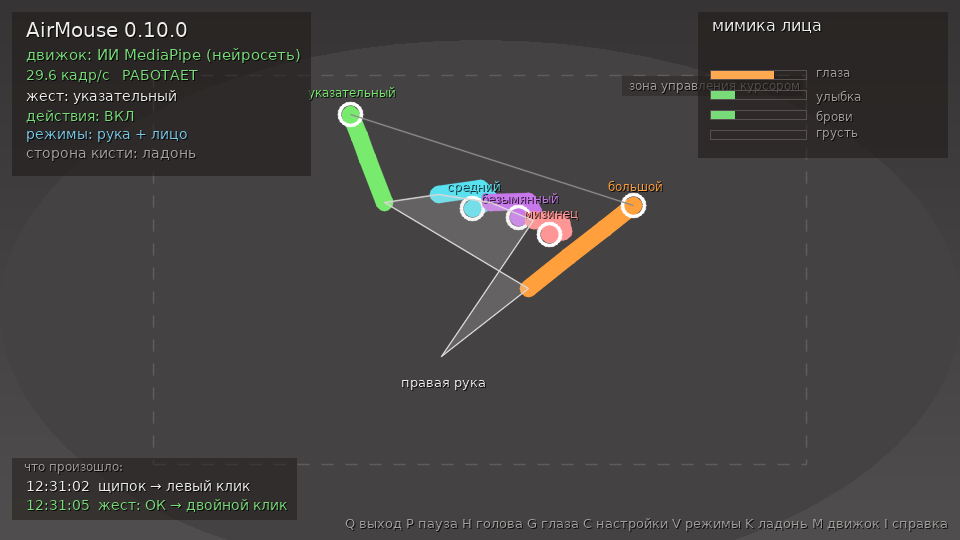 AirMouse 0.10.0
движок: ИИ MediaPipe (нейросеть)
29.6 кадр/с   РАБОТАЕТ
жест: указательный
действия: ВКЛ
режимы: рука + лицо
сторона кисти: ладонь
мимика лица
глаза
улыбка
брови
грусть
зона управления курсором
указательный
средний
безымянный
мизинец
большой
правая рука
что произошло:
12:31:02  щипок → левый клик
12:31:05  жест: ОК → двойной клик
Q выход P пауза H голова G глаза C настройки V режимы K ладонь M движок I справка